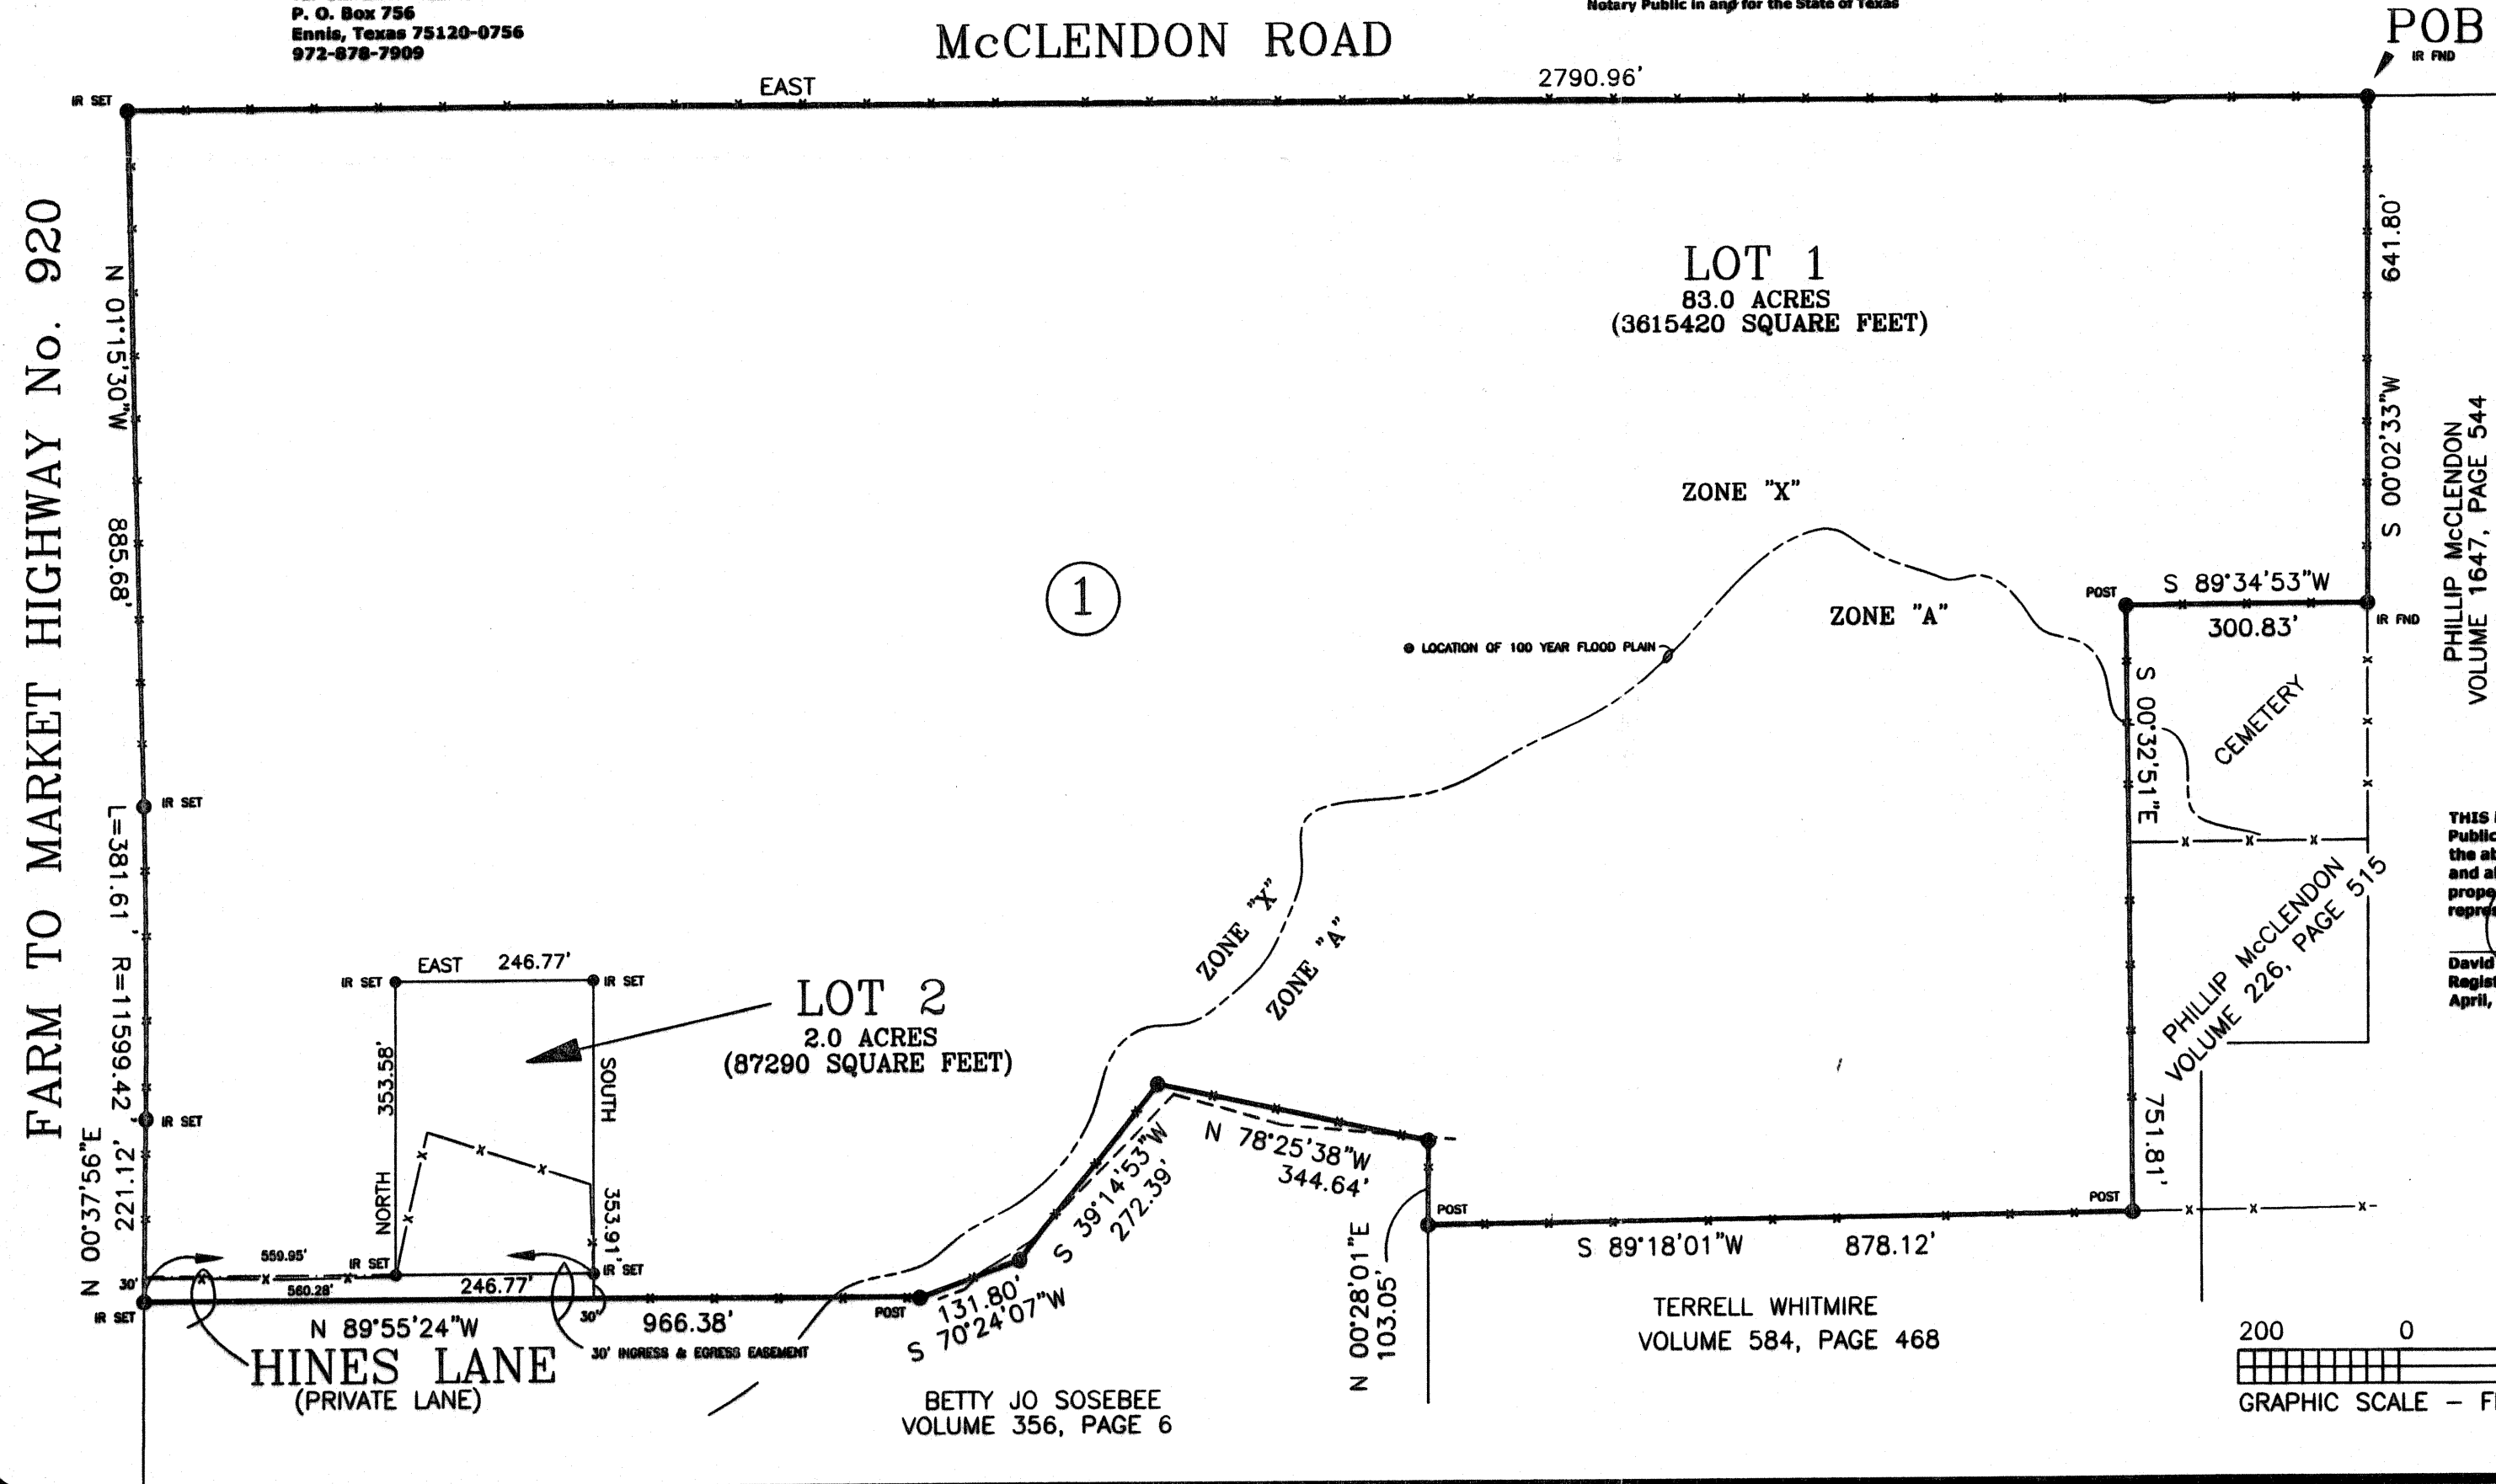 P. O. Box 756
Ennis, Texas 75120-0756
972-878-7909
Notary Public in and for the State of Texas
McCLENDON ROAD
POB
IR FND
EAST
2790.96'
IR SET
FARM TO MARKET HIGHWAY No. 920
N 01°15'30"W
885.68'
641.80'
S 00°02'33"W
LOT 1
83.0 ACRES
(3615420 SQUARE FEET)
PHILLIP McCLENDON
VOLUME 1647, PAGE 544
ZONE "X"
ZONE "A"
1
LOCATION OF 100 YEAR FLOOD PLAIN
POST
S 89°34'53"W
300.83'
IR FND
S 00°32'51"E
CEMETERY
IR SET
L=381.61' R=11599.42',
THIS
Public
the
and
David
April,
PHILLIP McCLENDON
VOLUME 226, PAGE 515
ZONE "X"
ZONE "A"
IR SET
EAST 246.77'
IR SET
LOT 2
2.0 ACRES
(87290 SQUARE FEET)
353.58'
NORTH
SOUTH
353.91'
IR SET
N 00°37'56"E
221.12'
751.81'
N 78°25'38"W
344.64'
S 39°14'53"W
272.39'
POST
POST
S 89°18'01"W 878.12'
N 00°28'01"E
103.05'
559.95'
IR SET
IR SET
30'
560.28'
246.77'
IR SET
30'
POST
131.80'
S 70°24'07"W
N 89°55'24"W
966.38'
30' INGRESS & EGRESS EASEMENT
HINES LANE
(PRIVATE LANE)
TERRELL WHITMIRE
VOLUME 584, PAGE 468
BETTY JO SOSEBEE
VOLUME 356, PAGE 6
200 0
GRAPHIC SCALE –